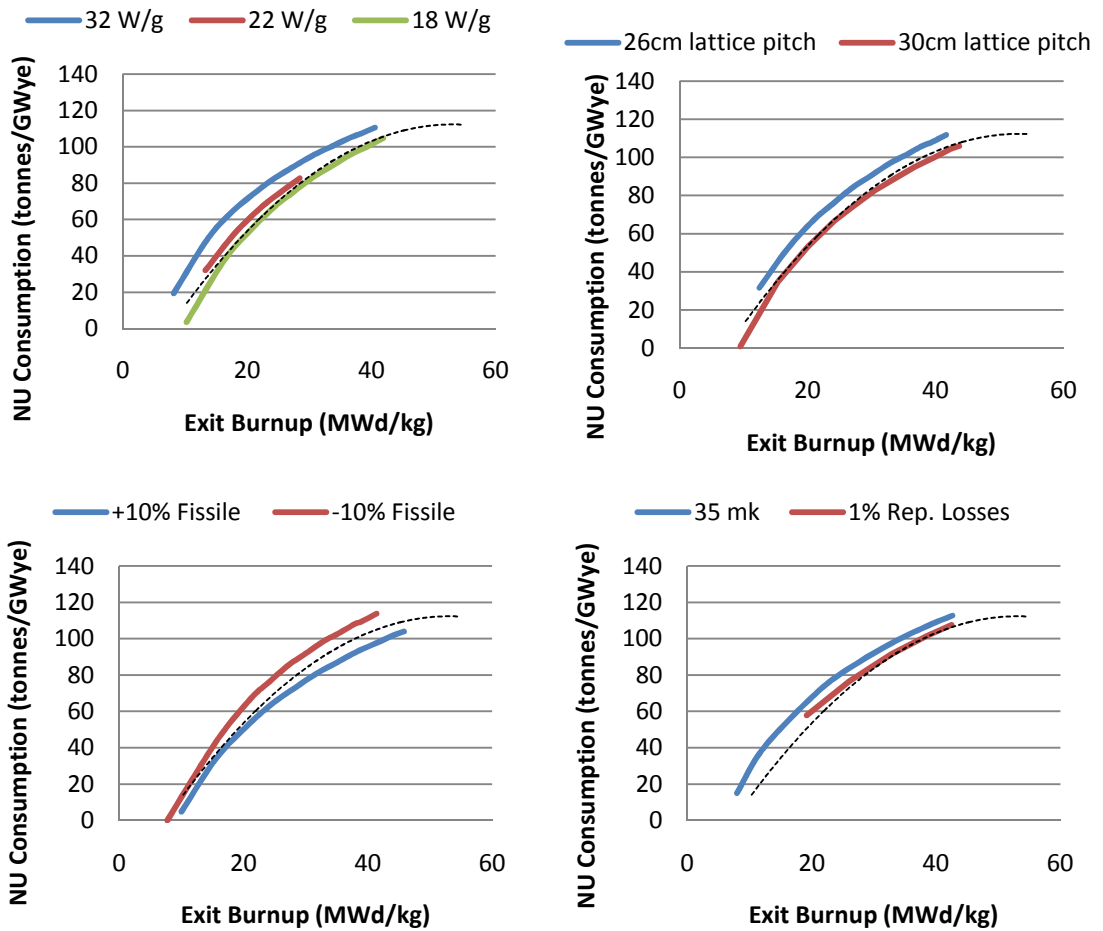 32 W/g 22 W/g 18 W/g
NU Consumption (tonnes/GWye)
140
120
100
80
60
40
20
0
0 20 40 60
Exit Burnup (MWd/kg)
26cm lattice pitch 30cm lattice pitch
NU Consumption (tonnes/GWye)
140
120
100
80
60
40
20
0
0 20 40 60
Exit Burnup (MWd/kg)
+10% Fissile -10% Fissile
NU Consumption (tonnes/GWye)
140
120
100
80
60
40
20
0
0 20 40 60
Exit Burnup (MWd/kg)
35 mk 1% Rep. Losses
NU Consumption (tonnes/GWye)
140
120
100
80
60
40
20
0
0 20 40 60
Exit Burnup (MWd/kg)